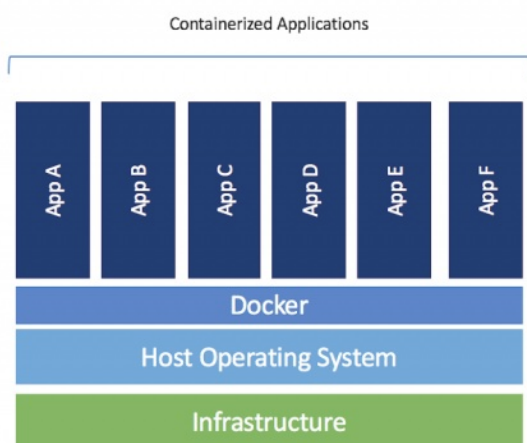 Containerized Applications
App A
App B
App C
App D
App E
App F
Docker
Host Operating System
Infrastructure